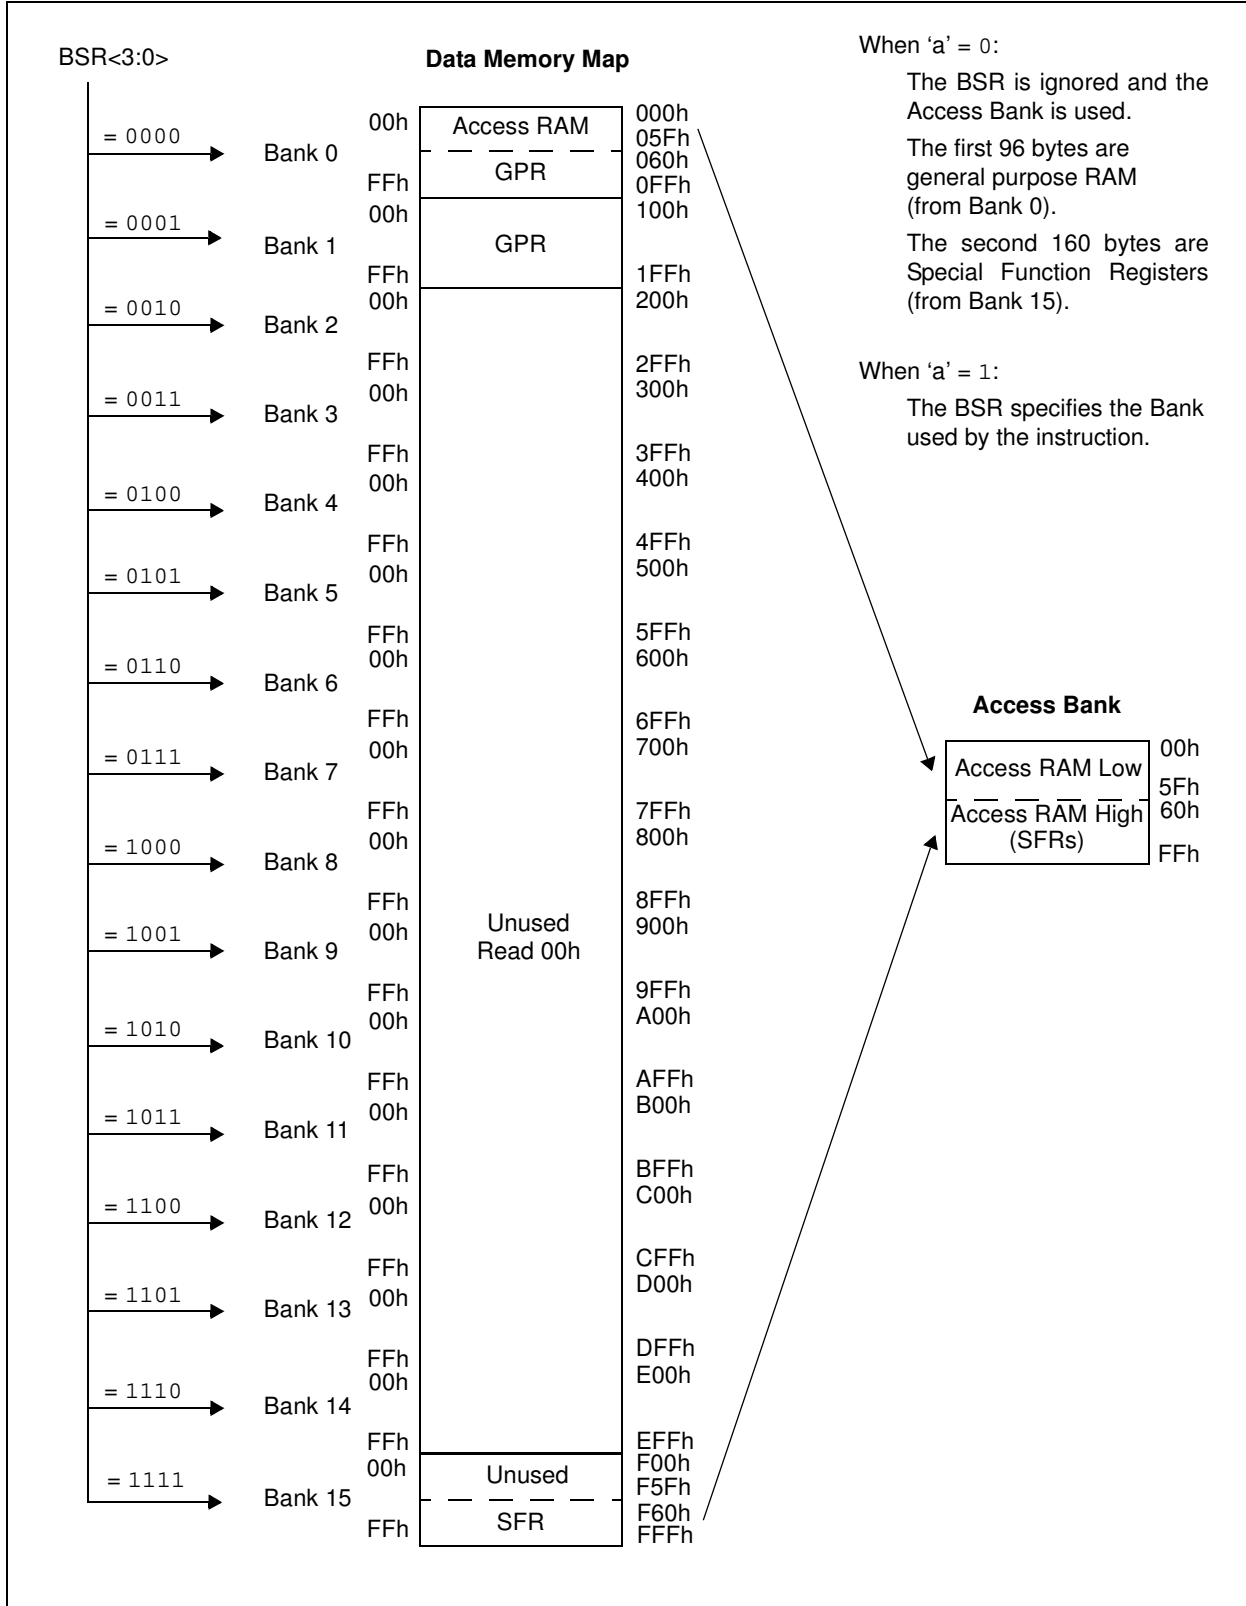 BSR<3:0>
Data Memory Map
When ‘a’ = 0:
The BSR is ignored and the
Access Bank is used.
The first 96 bytes are
general purpose RAM
(from Bank 0).
The second 160 bytes are
Special Function Registers
(from Bank 15).
When ‘a’ = 1:
The BSR specifies the Bank
used by the instruction.
= 0000
Bank 0
00h
FFh
Access RAM
GPR
000h
05Fh
060h
0FFh
= 0001
Bank 1
00h
FFh
GPR
100h
1FFh
= 0010
Bank 2
00h
FFh
200h
2FFh
= 0011
Bank 3
00h
FFh
300h
3FFh
= 0100
Bank 4
00h
FFh
400h
4FFh
= 0101
Bank 5
00h
FFh
500h
5FFh
= 0110
Bank 6
00h
FFh
600h
6FFh
= 0111
Bank 7
00h
FFh
700h
7FFh
= 1000
Bank 8
00h
FFh
800h
8FFh
= 1001
Bank 9
00h
FFh
Unused
Read 00h
900h
9FFh
= 1010
Bank 10
00h
FFh
A00h
AFFh
= 1011
Bank 11
00h
FFh
B00h
BFFh
= 1100
Bank 12
00h
FFh
C00h
CFFh
= 1101
Bank 13
00h
FFh
D00h
DFFh
= 1110
Bank 14
00h
FFh
E00h
EFFh
= 1111
Bank 15
00h
FFh
Unused
SFR
F00h
F5Fh
F60h
FFFh
Access Bank
Access RAM Low
Access RAM High
(SFRs)
00h
5Fh
60h
FFh